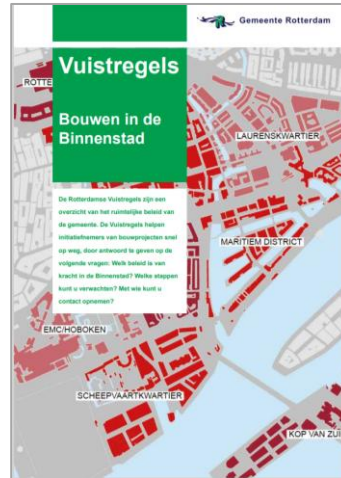 Gemeente Rotterdam
Vuistregels
Bouwen in de
Binnenstad
ROTTE
LAURENSKWARTIER
De Rotterdamse Vuistregels zijn een
overzicht van het ruimtelijke beleid van
de gemeente. De Vuistregels helpen
initiatiefnemers van bouwprojecten snel
op weg, door antwoord te geven op de
volgende vragen: Welk beleid is van
kracht in de Binnenstad? Welke stappen
kunt u verwachten? Met wie kunt u
contact opnemen?
MARITIEM DISTRICT
EMC/HOBOKEN
SCHEEPVAARTKWARTIER
KOP VAN ZUI